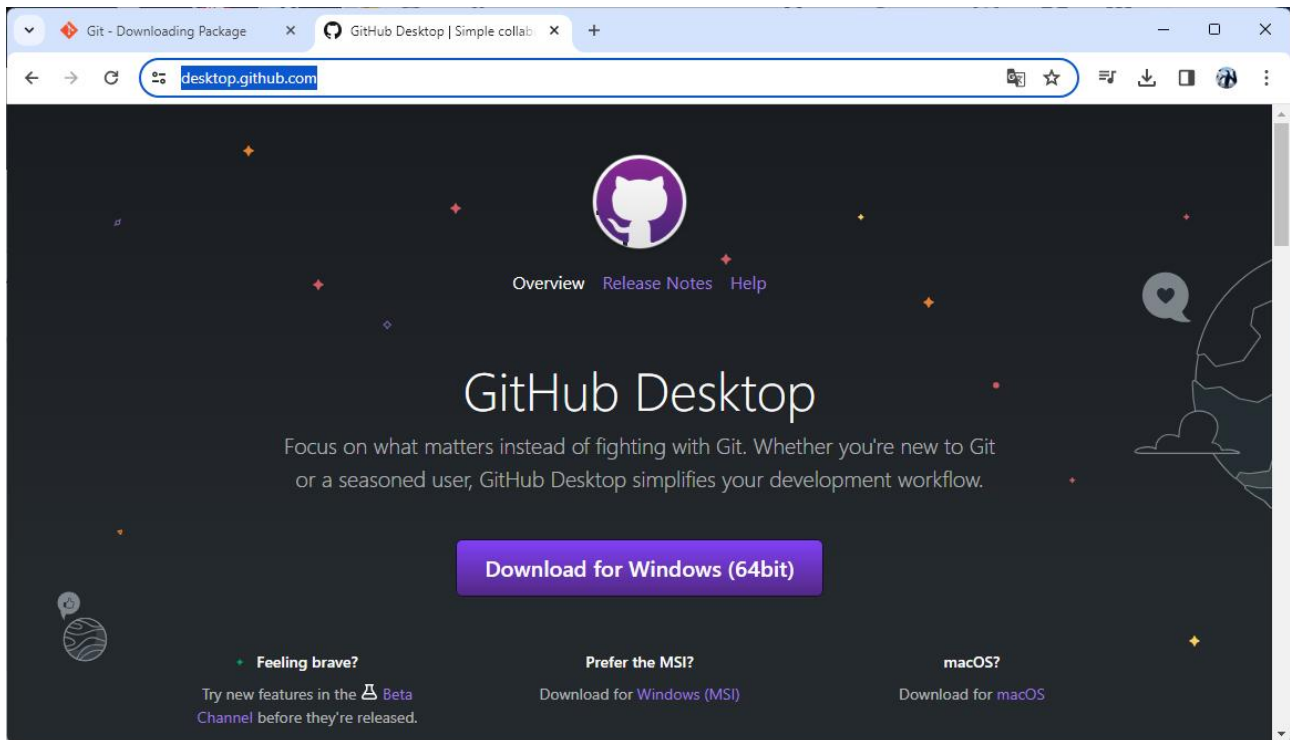 Git - Downloading Package
GitHub Desktop | Simple collab
desktop.github.com
Overview Release Notes Help
GitHub Desktop
Focus on what matters instead of fighting with Git. Whether you're new to Git
or a seasoned user, GitHub Desktop simplifies your development workflow.
Download for Windows (64bit)
Feeling brave?
Try new features in the Beta
Channel before they're released.
Prefer the MSI?
Download for Windows (MSI)
macOS?
Download for macOS